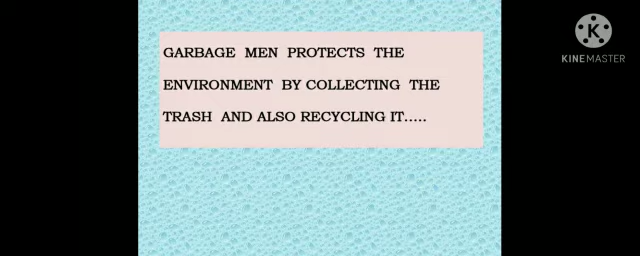 GARBAGE MEN PROTECTS THE
ENVIRONMENT BY COLLECTING THE
TRASH AND ALSO RECYCLING IT.....
K
KINEMASTER